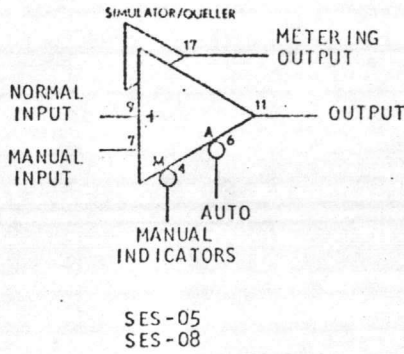 SIMULATOR/QUELLER
17
METERING
OUTPUT
NORMAL
INPUT
9
4
11
OUTPUT
MANUAL
INPUT
7
A
6
M
4
AUTO
MANUAL
INDICATORS
SES-05
SES-08